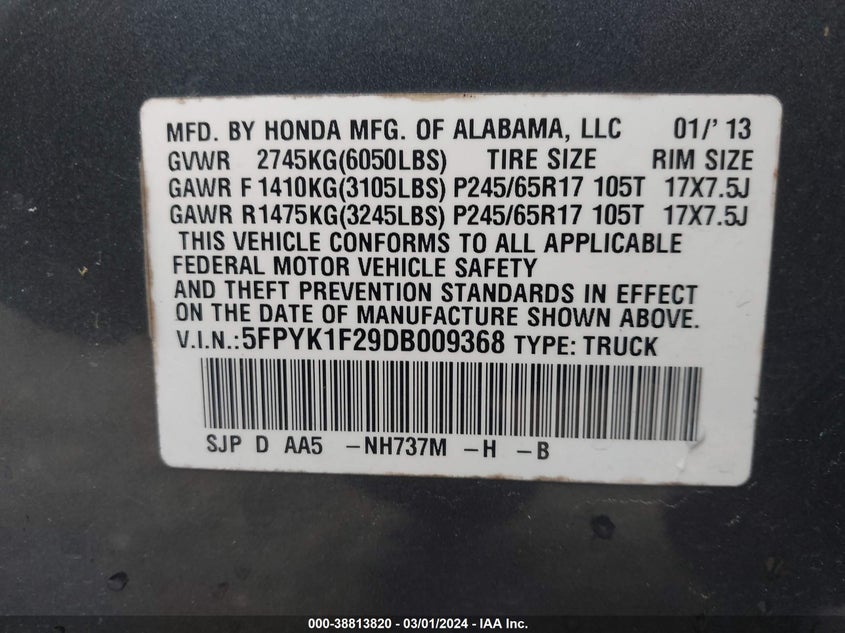 MFD. BY HONDA MFG. OF ALABAMA, LLC 01/'13
GVWR 2745KG(6050LBS) TIRE SIZE RIM SIZE
GAWR F 1410KG(3105LBS) P245/65R17 105T 17X7.5J
GAWR R1475KG(3245LBS) P245/65R17 105T 17X7.5J
THIS VEHICLE CONFORMS TO ALL APPLICABLE
FEDERAL MOTOR VEHICLE SAFETY
AND THEFT PREVENTION STANDARDS IN EFFECT
ON THE DATE OF MANUFACTURE SHOWN ABOVE.
V.I.N.:5FPYK1F29DB009368 TYPE: TRUCK
SJP D AA5 -NH737M -H -B
000-38813820 - 03/01/2024 - IAA Inc.